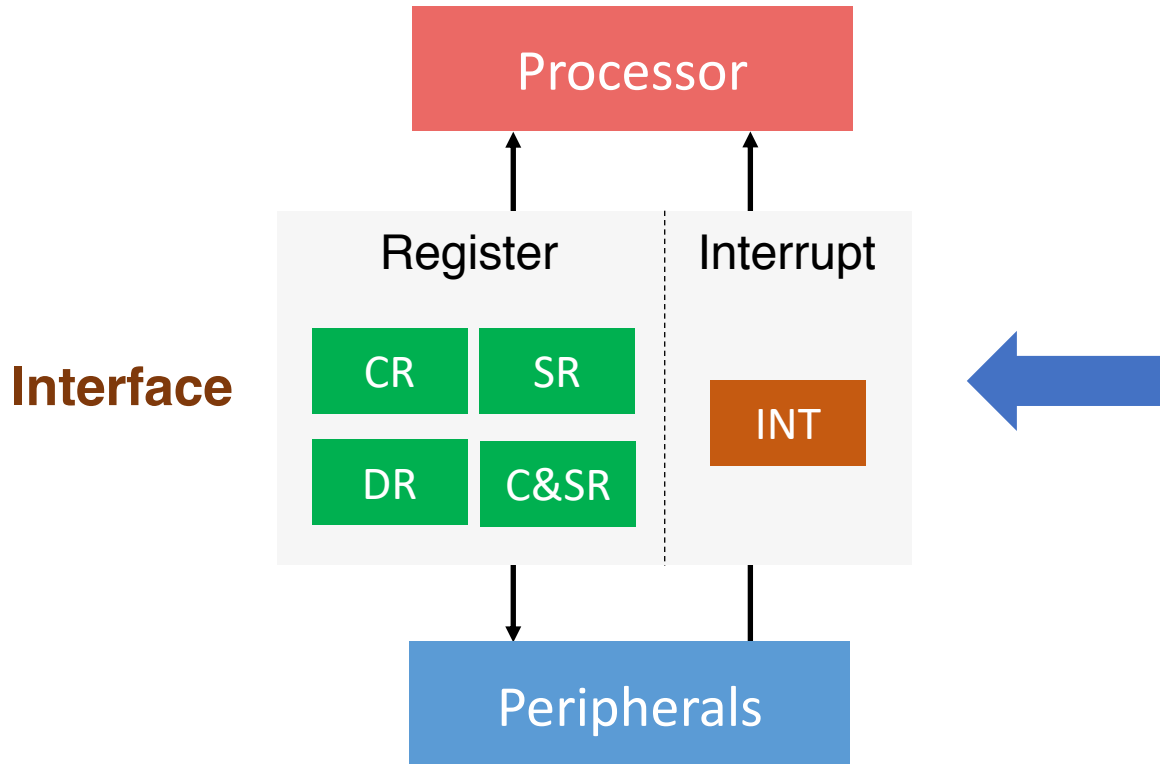 Processor
Register
Interrupt
CR
SR
Interface
INT
DR
C&SR
Peripherals